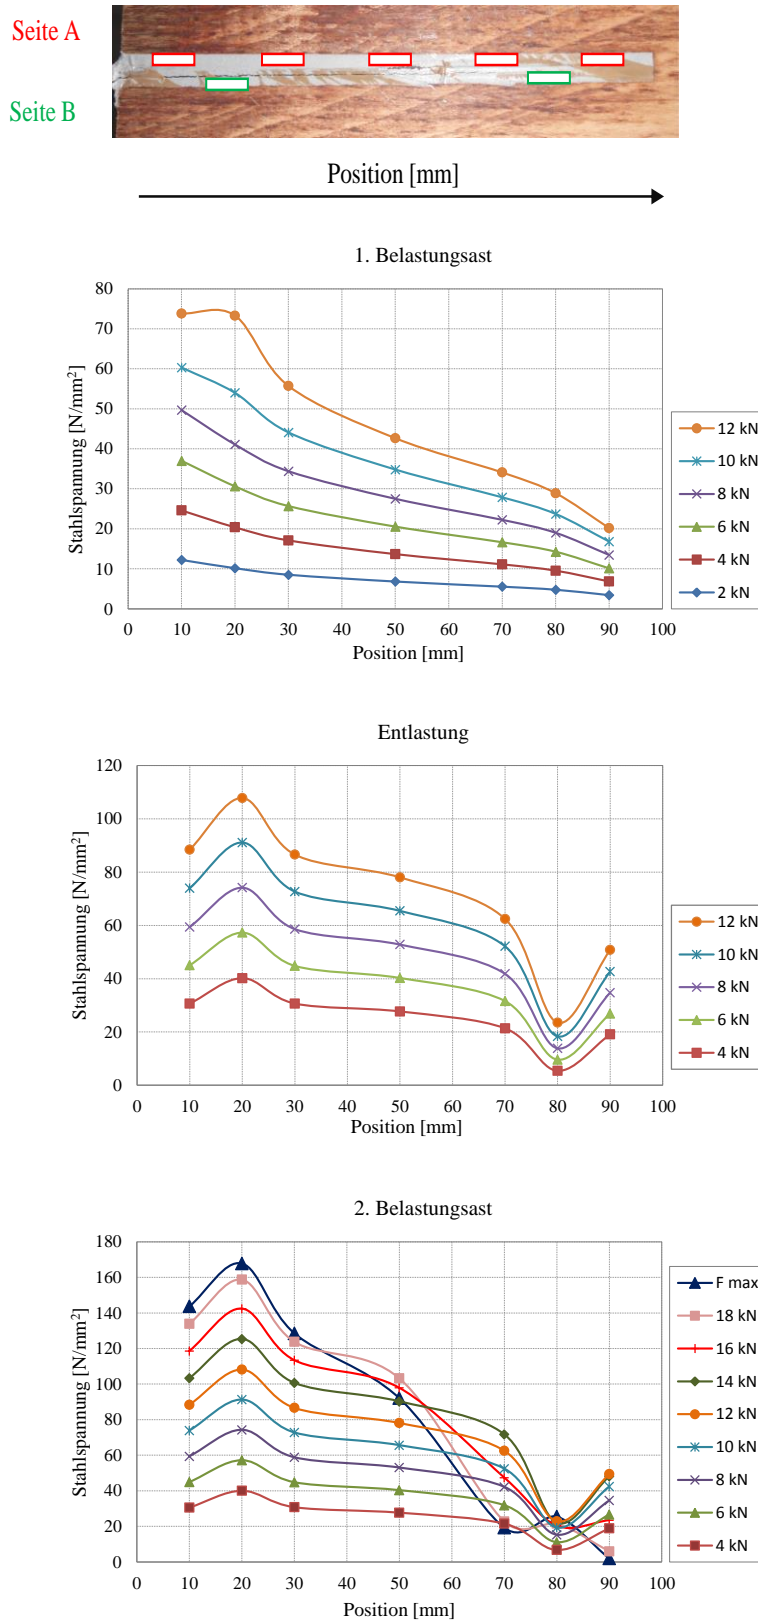 Seite A
Seite B
Position [mm]
1. Belastungsast
Stahlspannung [N/mm²]
80
70
60
50
40
30
20
10
0
0 10 20 30 40 50 60 70 80 90 100
Position [mm]
12 kN
10 kN
8 kN
6 kN
4 kN
2 kN
Entlastung
Stahlspannung [N/mm²]
120
100
80
60
40
20
0
0 10 20 30 40 50 60 70 80 90 100
Position [mm]
12 kN
10 kN
8 kN
6 kN
4 kN
2. Belastungsast
Stahlspannung [N/mm²]
180
160
140
120
100
80
60
40
20
0
0 10 20 30 40 50 60 70 80 90 100
Position [mm]
F max
18 kN
16 kN
14 kN
12 kN
10 kN
8 kN
6 kN
4 kN